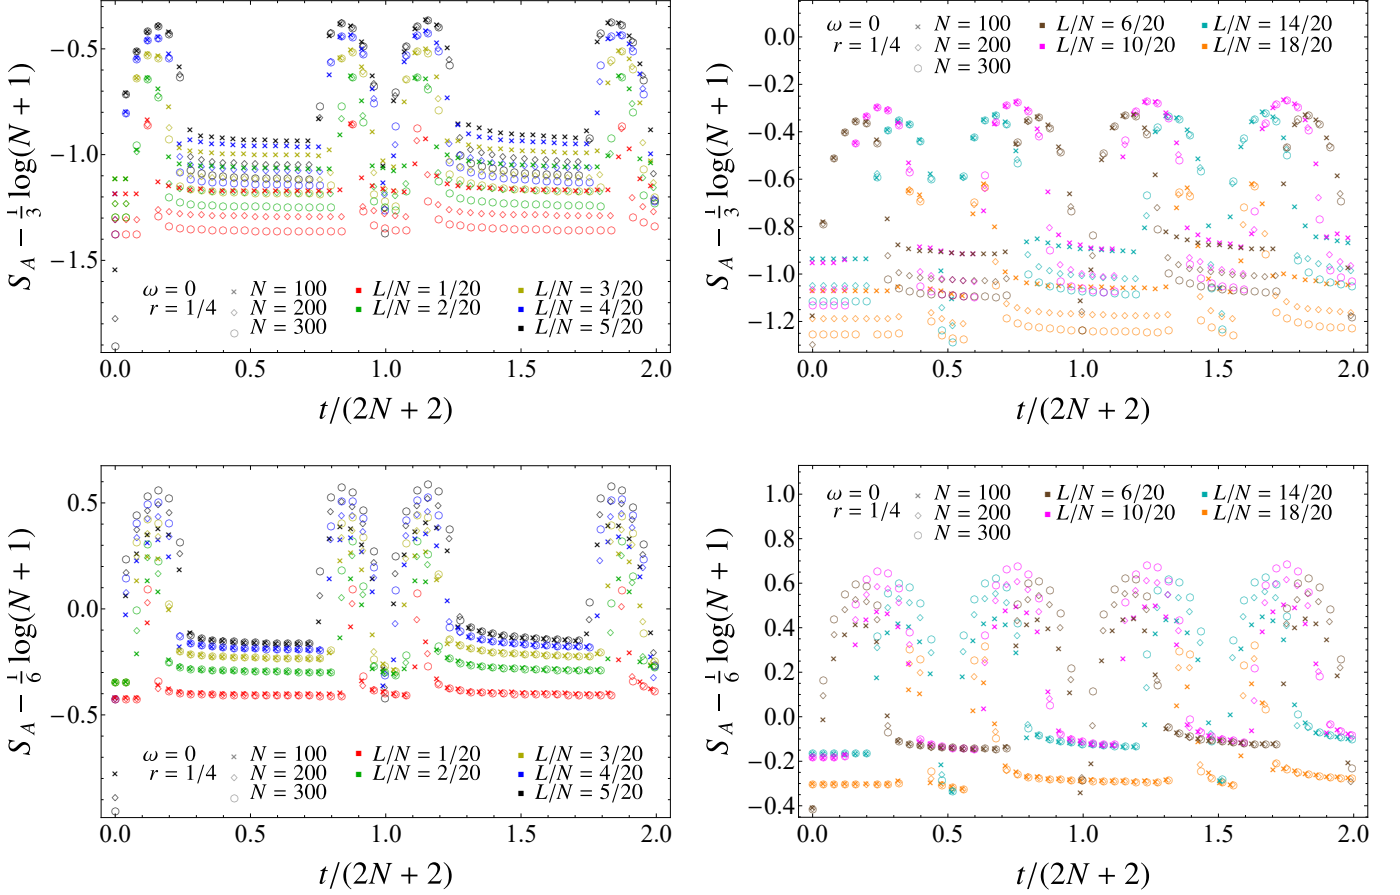 S_A − 1/3 log(N + 1)
−0.5
−1.0
−1.5
ω = 0 × N = 100 ■ L/N = 1/20 ■ L/N = 3/20
r = 1/4 ◇ N = 200 ■ L/N = 2/20 ■ L/N = 4/20
○ N = 300 ■ L/N = 5/20
0.0 0.5 1.0 1.5 2.0
t/(2N + 2)
S_A − 1/3 log(N + 1)
0.0
−0.2
−0.4
−0.6
−0.8
−1.0
−1.2
ω = 0 × N = 100 ■ L/N = 6/20 ■ L/N = 14/20
r = 1/4 ◇ N = 200 ■ L/N = 10/20 ■ L/N = 18/20
○ N = 300
0.0 0.5 1.0 1.5 2.0
t/(2N + 2)
S_A − 1/6 log(N + 1)
0.5
0.0
−0.5
ω = 0 × N = 100 ■ L/N = 1/20 ■ L/N = 3/20
r = 1/4 ◇ N = 200 ■ L/N = 2/20 ■ L/N = 4/20
○ N = 300 ■ L/N = 5/20
0.0 0.5 1.0 1.5 2.0
t/(2N + 2)
S_A − 1/6 log(N + 1)
1.0
0.8
0.6
0.4
0.2
0.0
−0.2
−0.4
ω = 0 × N = 100 ■ L/N = 6/20 ■ L/N = 14/20
r = 1/4 ◇ N = 200 ■ L/N = 10/20 ■ L/N = 18/20
○ N = 300
0.0 0.5 1.0 1.5 2.0
t/(2N + 2)